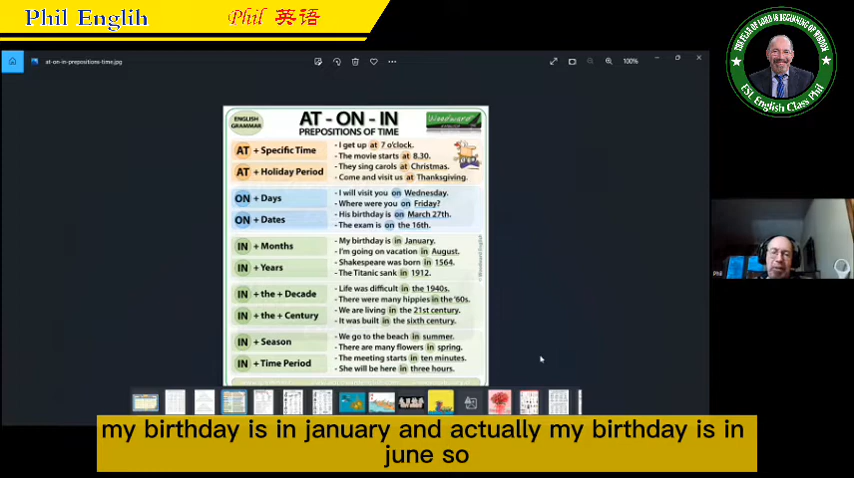 Phil Englih
Phil 英语
THE FEAR OF LORD IS BEGINNING OF WISDOM
ESL English Class Phil
at-on-in-prepositions-time.jpg
100%
ENGLISH
GRAMMAR
AT - ON - IN
PREPOSITIONS OF TIME
Woodward
AT + Specific Time
- I get up at 7 o'clock.
- The movie starts at 8.30.
AT + Holiday Period
- They sing carols at Christmas.
- Come and visit us at Thanksgiving.
ON + Days
- I will visit you on Wednesday.
- Where were you on Friday?
ON + Dates
- His birthday is on March 27th.
- The exam is on the 16th.
IN + Months
- My birthday is in January.
- I'm going on vacation in August.
IN + Years
- Shakespeare was born in 1564.
- The Titanic sank in 1912.
IN + the + Decade
- Life was difficult in the 1940s.
- There were many hippies in the '60s.
IN + the + Century
- We are living in the 21st century.
- It was built in the sixth century.
IN + Season
- We go to the beach in summer.
- There are many flowers in spring.
IN + Time Period
- The meeting starts in ten minutes.
- She will be here in three hours.
© Woodward English
Phil
my birthday is in january and actually my birthday is in
june so